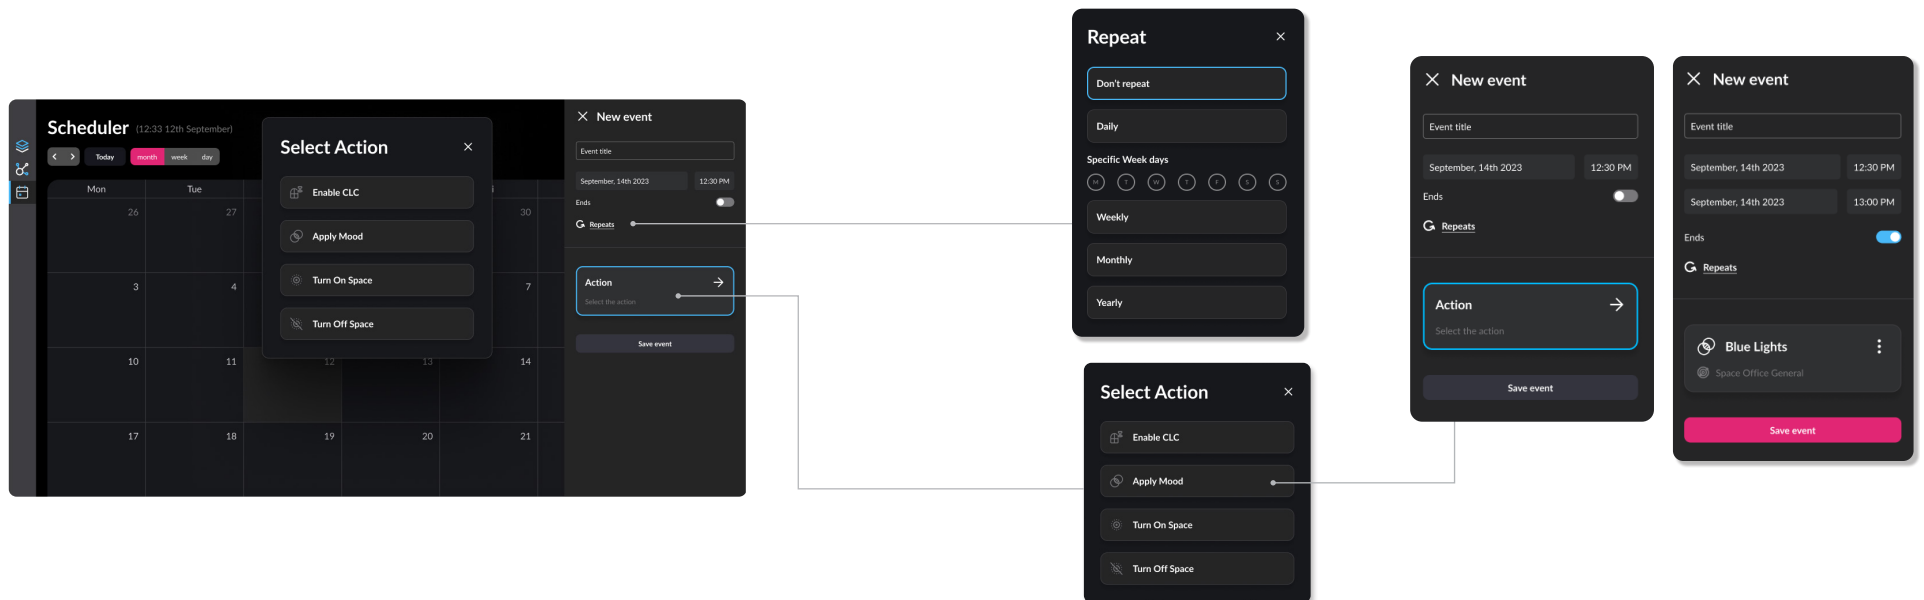 Scheduler (12:33 12th September)
Today
month week day
Mon Tue
26 27 30
3 4 7
10 11 12 13 14
17 18 19 20 21
Select Action
Enable CLC
Apply Mood
Turn On Space
Turn Off Space
New event
Event title
September, 14th 2023 12:30 PM
Ends
Repeats
Action
Select the action
Save event
Repeat
Don't repeat
Daily
Specific Week days
M T W T F S S
Weekly
Monthly
Yearly
Select Action
Enable CLC
Apply Mood
Turn On Space
Turn Off Space
New event
Event title
September, 14th 2023 12:30 PM
Ends
Repeats
Action
Select the action
Save event
New event
Event title
September, 14th 2023 12:30 PM
September, 14th 2023 13:00 PM
Ends
Repeats
Blue Lights
Space Office General
Save event